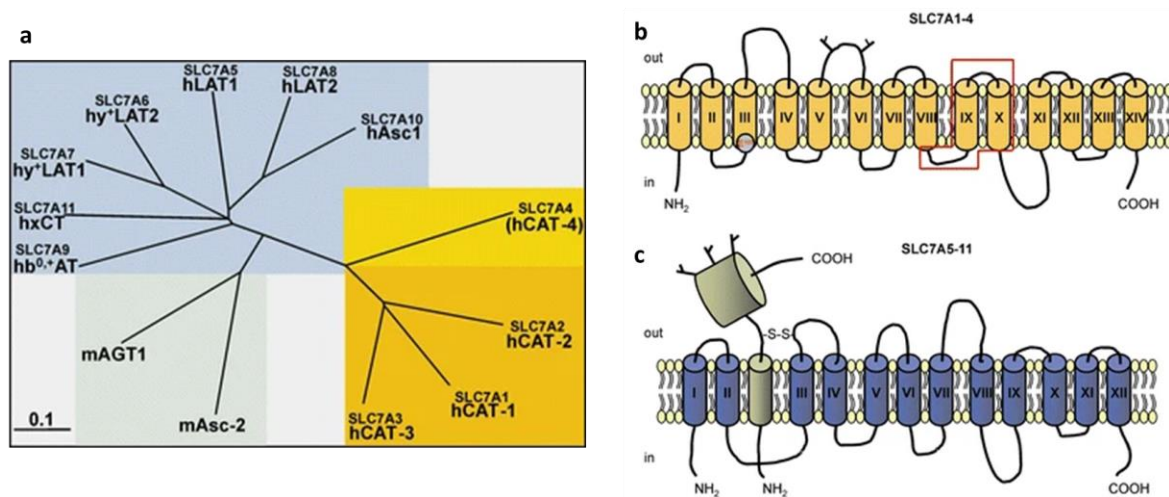 a
SLC7A5
hLAT1
SLC7A8
hLAT2
SLC7A6
hy⁺LAT2
SLC7A10
hAsc1
SLC7A7
hy⁺LAT1
SLC7A11
hxCT
SLC7A9
hb⁰,⁺AT
SLC7A4
(hCAT-4)
SLC7A2
hCAT-2
SLC7A1
hCAT-1
SLC7A3
hCAT-3
mAGT1
mAsc-2
0.1
b
SLC7A1-4
out
I II III IV V VI VII VIII IX X XI XII XIII XIV
in
NH₂
COOH
c
SLC7A5-11
COOH
out
-S-S-
I II III IV V VI VII VIII IX X XI XII
in
NH₂ NH₂
COOH